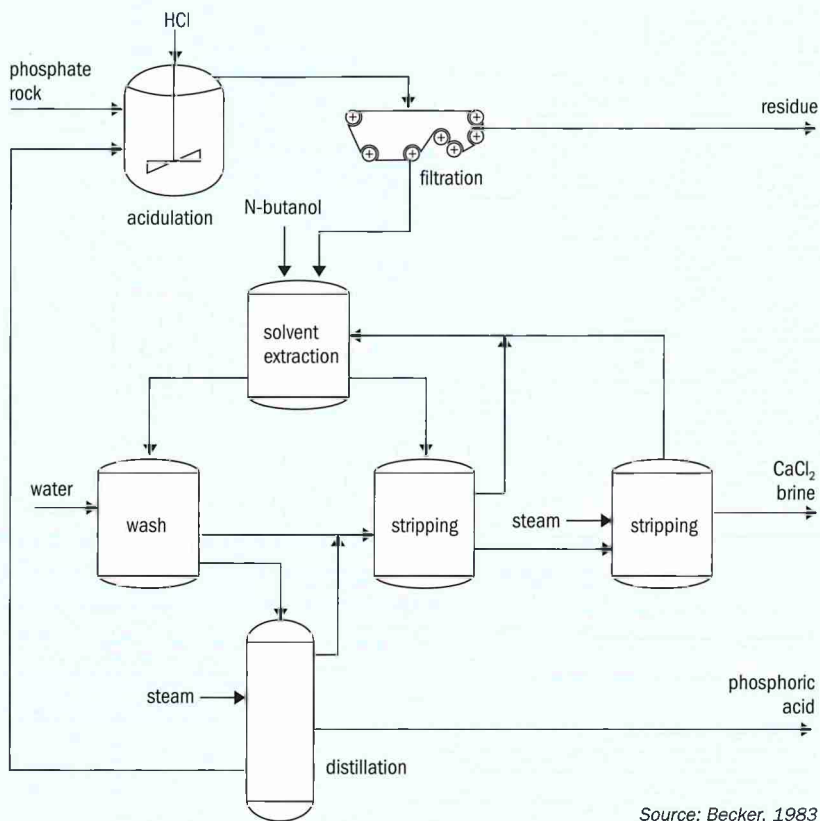 HCl
phosphate
rock
residue
acidulation
filtration
N-butanol
solvent
extraction
water
wash
stripping
steam
stripping
CaCl₂
brine
steam
distillation
phosphoric
acid
Source: Becker, 1983